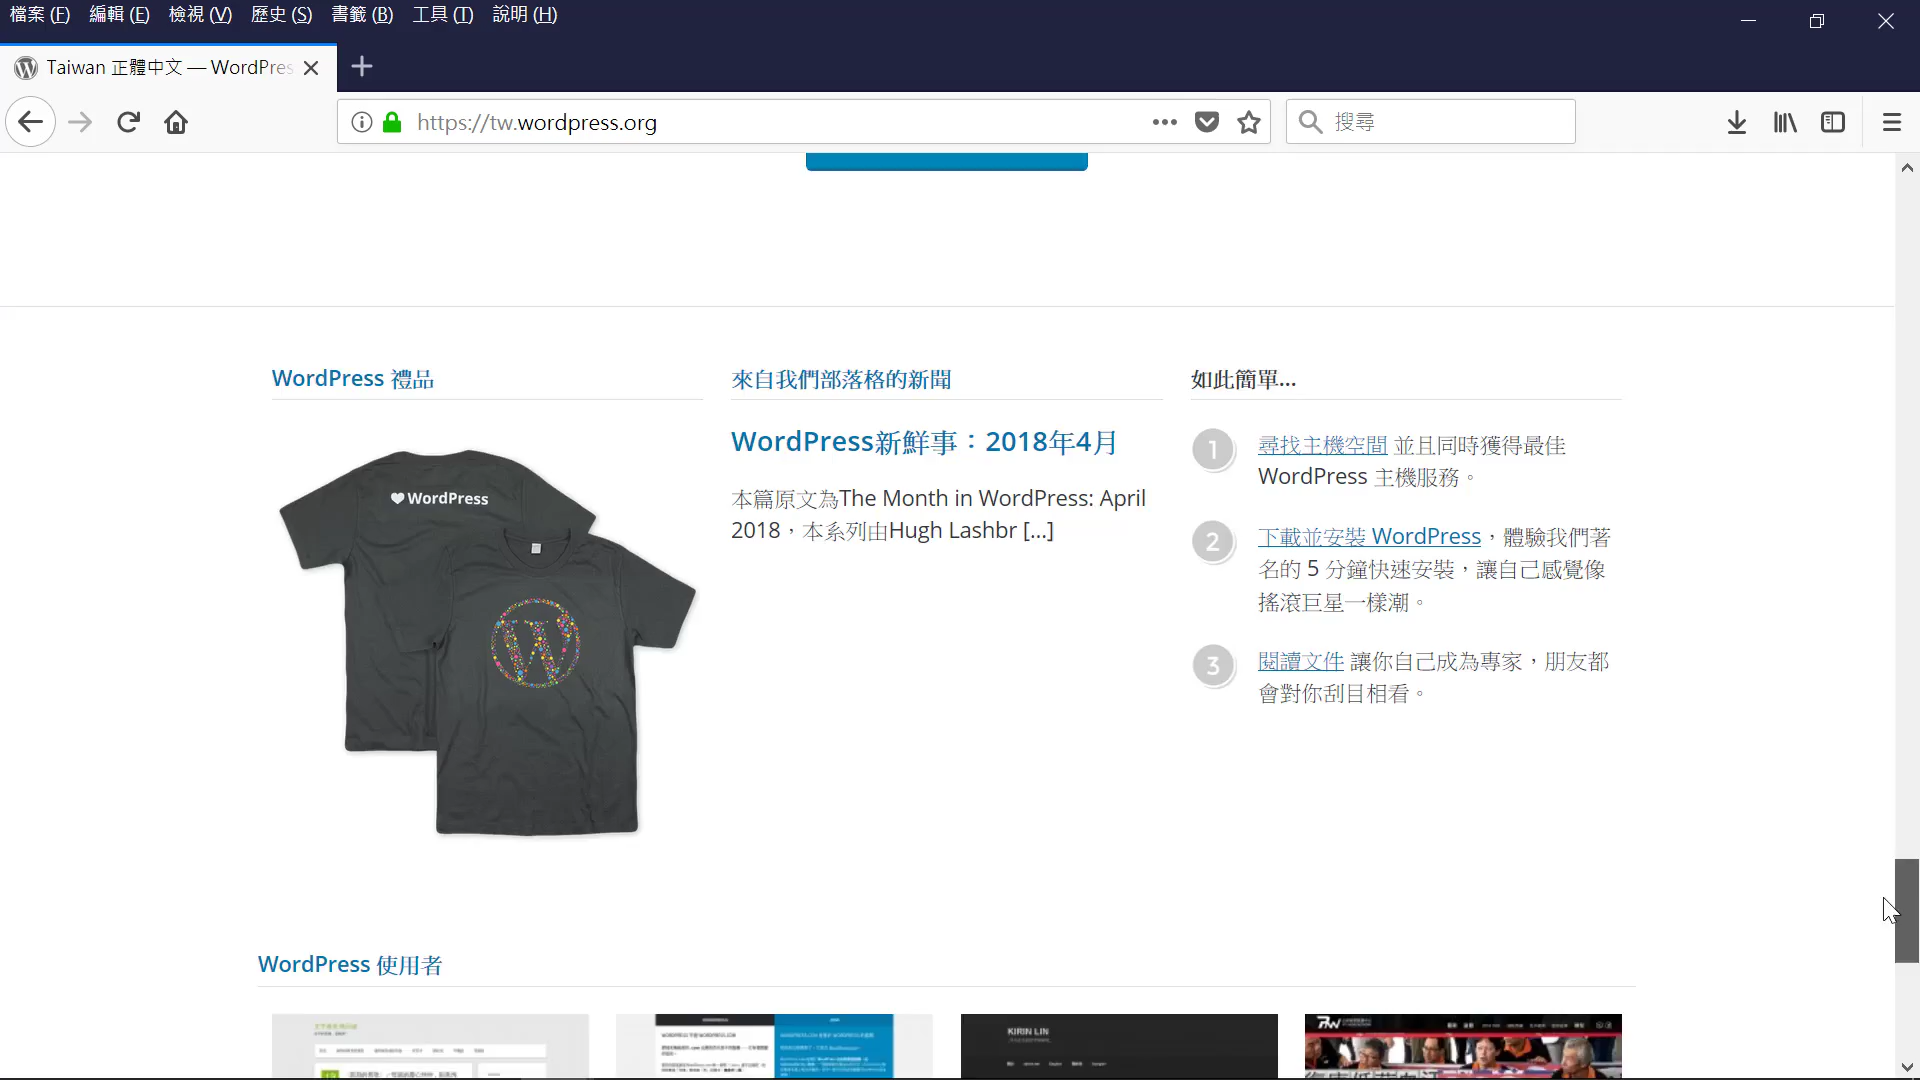 檔案 (F) 編輯 (E) 檢視 (V) 歷史 (S) 書籤 (B) 工具 (T) 說明 (H)
Taiwan 正體中文 — WordPres
https://tw.wordpress.org
搜尋
WordPress 禮品
WordPress
來自我們部落格的新聞
WordPress新鮮事：2018年4月
本篇原文為The Month in WordPress: April
2018，本系列由Hugh Lashbr [...]
如此簡單...
1 尋找主機空間 並且同時獲得最佳
WordPress 主機服務。
2 下載並安裝 WordPress，體驗我們著
名的 5 分鐘快速安裝，讓自己感覺像
搖滾巨星一樣潮。
3 閱讀文件 讓你自己成為專家，朋友都
會對你刮目相看。
WordPress 使用者
KIRIN LIN